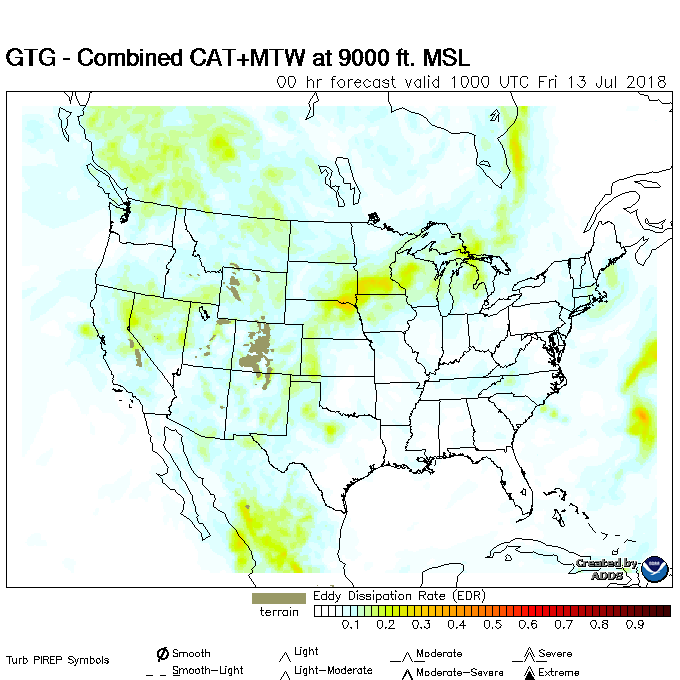 GTG - Combined CAT+MTW at 9000 ft. MSL
00 hr forecast valid 1000 UTC Fri 13 Jul 2018
Created by
ADDS
terrain
Eddy Dissipation Rate (EDR)
0.1 0.2 0.3 0.4 0.5 0.6 0.7 0.8 0.9
Turb PIREP Symbols
Smooth Light Moderate Severe
Smooth-Light Light-Moderate Moderate-Severe Extreme